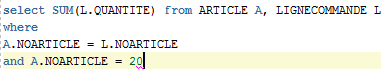 select SUM(L.QUANTITE) from ARTICLE A, LIGNECOMMANDE L
where
A.NOARTICLE = L.NOARTICLE
and A.NOARTICLE = 20